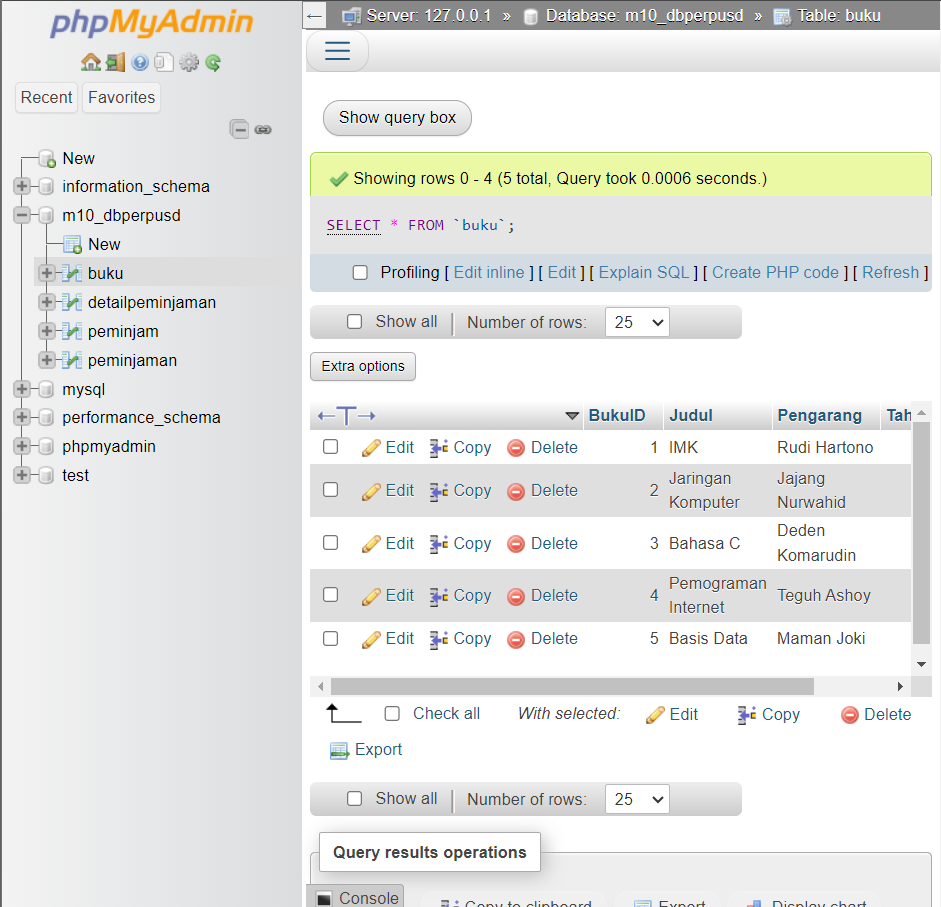 phpMyAdmin
Recent Favorites
New
information_schema
m10_dbperpusd
New
buku
detailpeminjaman
peminjam
peminjaman
mysql
performance_schema
phpmyadmin
test
← Server: 127.0.0.1 » Database: m10_dbperpusd » Table: buku
Show query box
Showing rows 0 - 4 (5 total, Query took 0.0006 seconds.)
SELECT * FROM `buku`;
Profiling [ Edit inline ] [ Edit ] [ Explain SQL ] [ Create PHP code ] [ Refresh ]
Show all | Number of rows: 25
Extra options
←T→ BukuID Judul Pengarang Tah
Edit Copy Delete 1 IMK Rudi Hartono
Edit Copy Delete 2 Jaringan Komputer Jajang Nurwahid
Edit Copy Delete 3 Bahasa C Deden Komarudin
Edit Copy Delete 4 Pemograman Internet Teguh Ashoy
Edit Copy Delete 5 Basis Data Maman Joki
Check all With selected: Edit Copy Delete
Export
Show all | Number of rows: 25
Query results operations
Console
Copy to clipboard Export Display chart